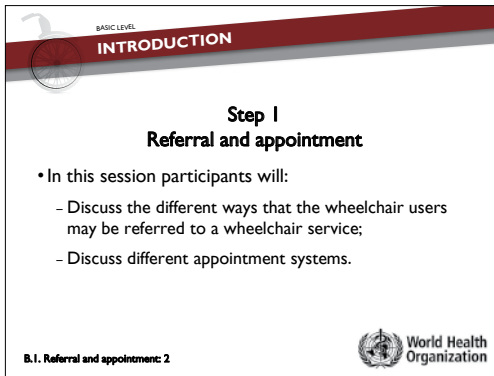 BASIC LEVEL
INTRODUCTION
Step 1
Referral and appointment
• In this session participants will:
– Discuss the different ways that the wheelchair users
may be referred to a wheelchair service;
– Discuss different appointment systems.
B.1. Referral and appointment: 2
World Health
Organization